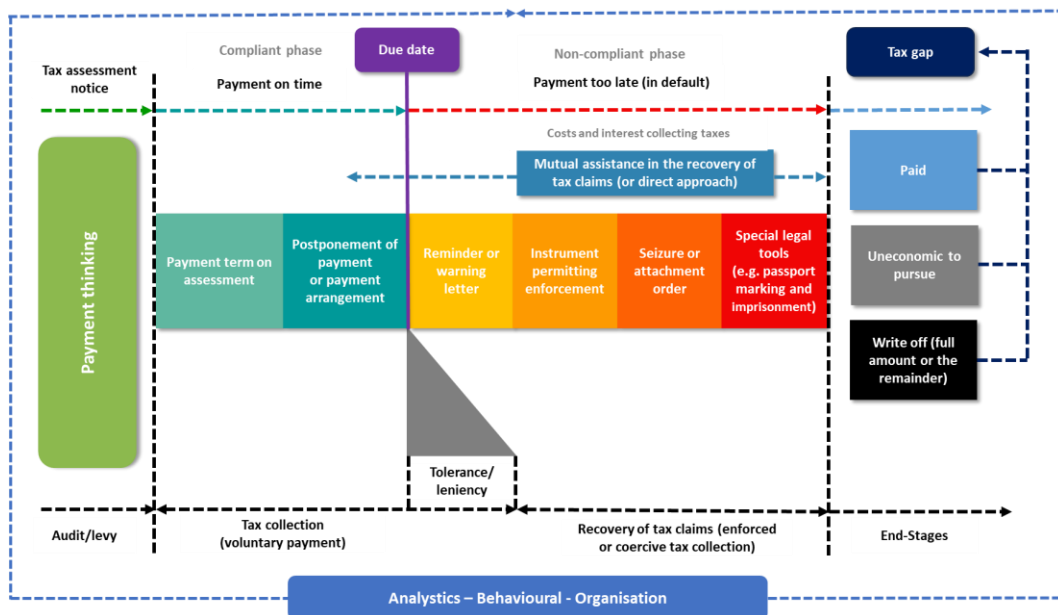 Compliant phase
Due date
Non-compliant phase
Tax gap
Tax assessment
notice
Payment on time
Payment too late (in default)
Costs and interest collecting taxes
Mutual assistance in the recovery of
tax claims (or direct approach)
Paid
Payment thinking
Payment term on
assessment
Postponement of
payment
or payment
arrangement
Reminder or
warning
letter
Instrument
permitting
enforcement
Seizure or
attachment
order
Special legal
tools
(e.g. passport
marking and
imprisonment)
Uneconomic to
pursue
Write off (full
amount or the
remainder)
Tolerance/
leniency
Audit/levy
Tax collection
(voluntary payment)
Recovery of tax claims (enforced
or coercive tax collection)
End-Stages
Analystics – Behavioural - Organisation